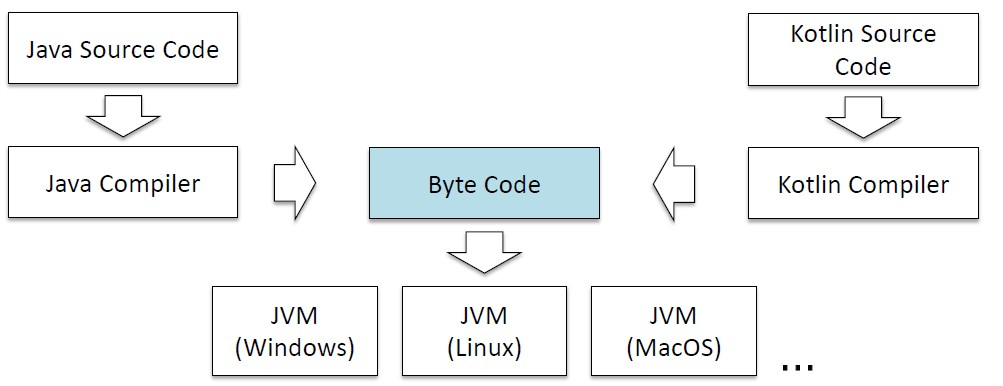 Java Source Code
Kotlin Source
Code
Java Compiler
Byte Code
Kotlin Compiler
JVM
(Windows)
JVM
(Linux)
JVM
(MacOS)
...